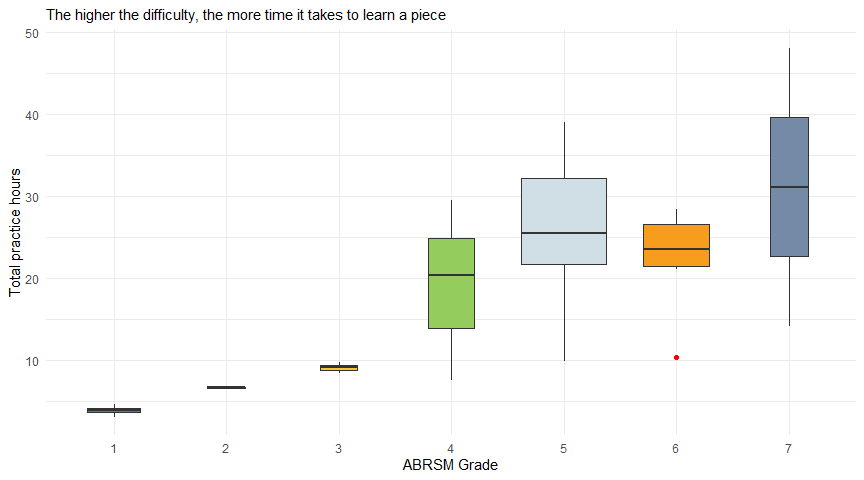 The higher the difficulty, the more time it takes to learn a piece
50
40
30
20
10
Total practice hours
1 2 3 4 5 6 7
ABRSM Grade